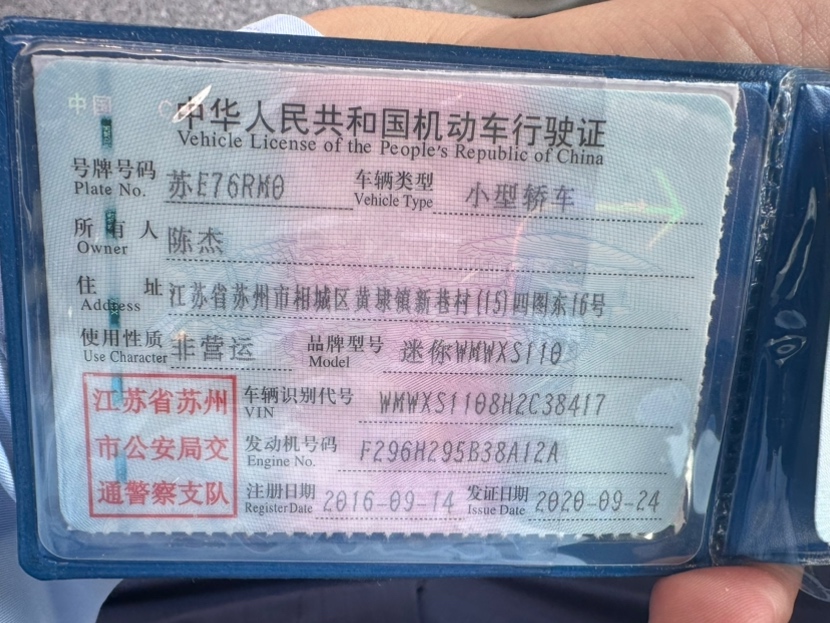 中国
中华人民共和国机动车行驶证
Vehicle License of the People's Republic of China
号牌号码 苏E76RM0 车辆类型 小型轿车
Plate No. Vehicle Type
所有人 陈杰
Owner
住址 江苏省苏州市相城区黄埭镇新巷村(15)四图东16号
Address
使用性质 非营运 品牌型号 迷你WMWXS110
Use Character Model
江苏省苏州
市公安局交
通警察支队
车辆识别代号 WMWXS1108H2C38417
VIN
发动机号码 F296H295B38A12A
Engine No.
注册日期 2016-09-14 发证日期 2020-09-24
Register Date Issue Date